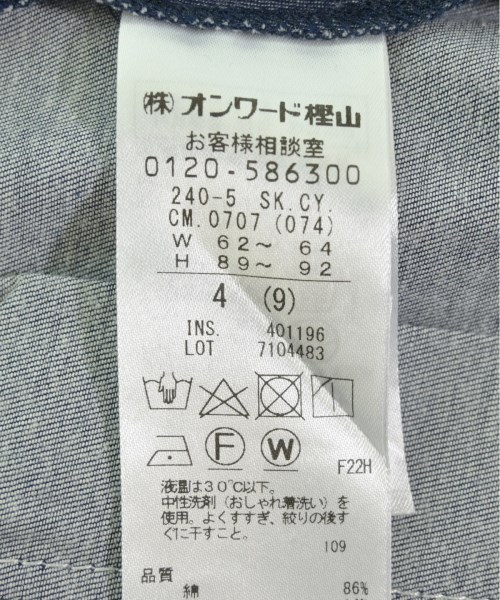 (株)オンワード樫山
お客様相談室
0120-586300
240-5 SK.CY.
CM.0707 (074)
W 62～ 64
H 89～ 92
4 (9)
INS. 401196
LOT 7104483
F W
F22H
液温は30℃以下。
中性洗剤（おしゃれ着洗い）を
使用。よくすすぎ、絞りの後す
ぐに干すこと。
109
品質
綿 86%